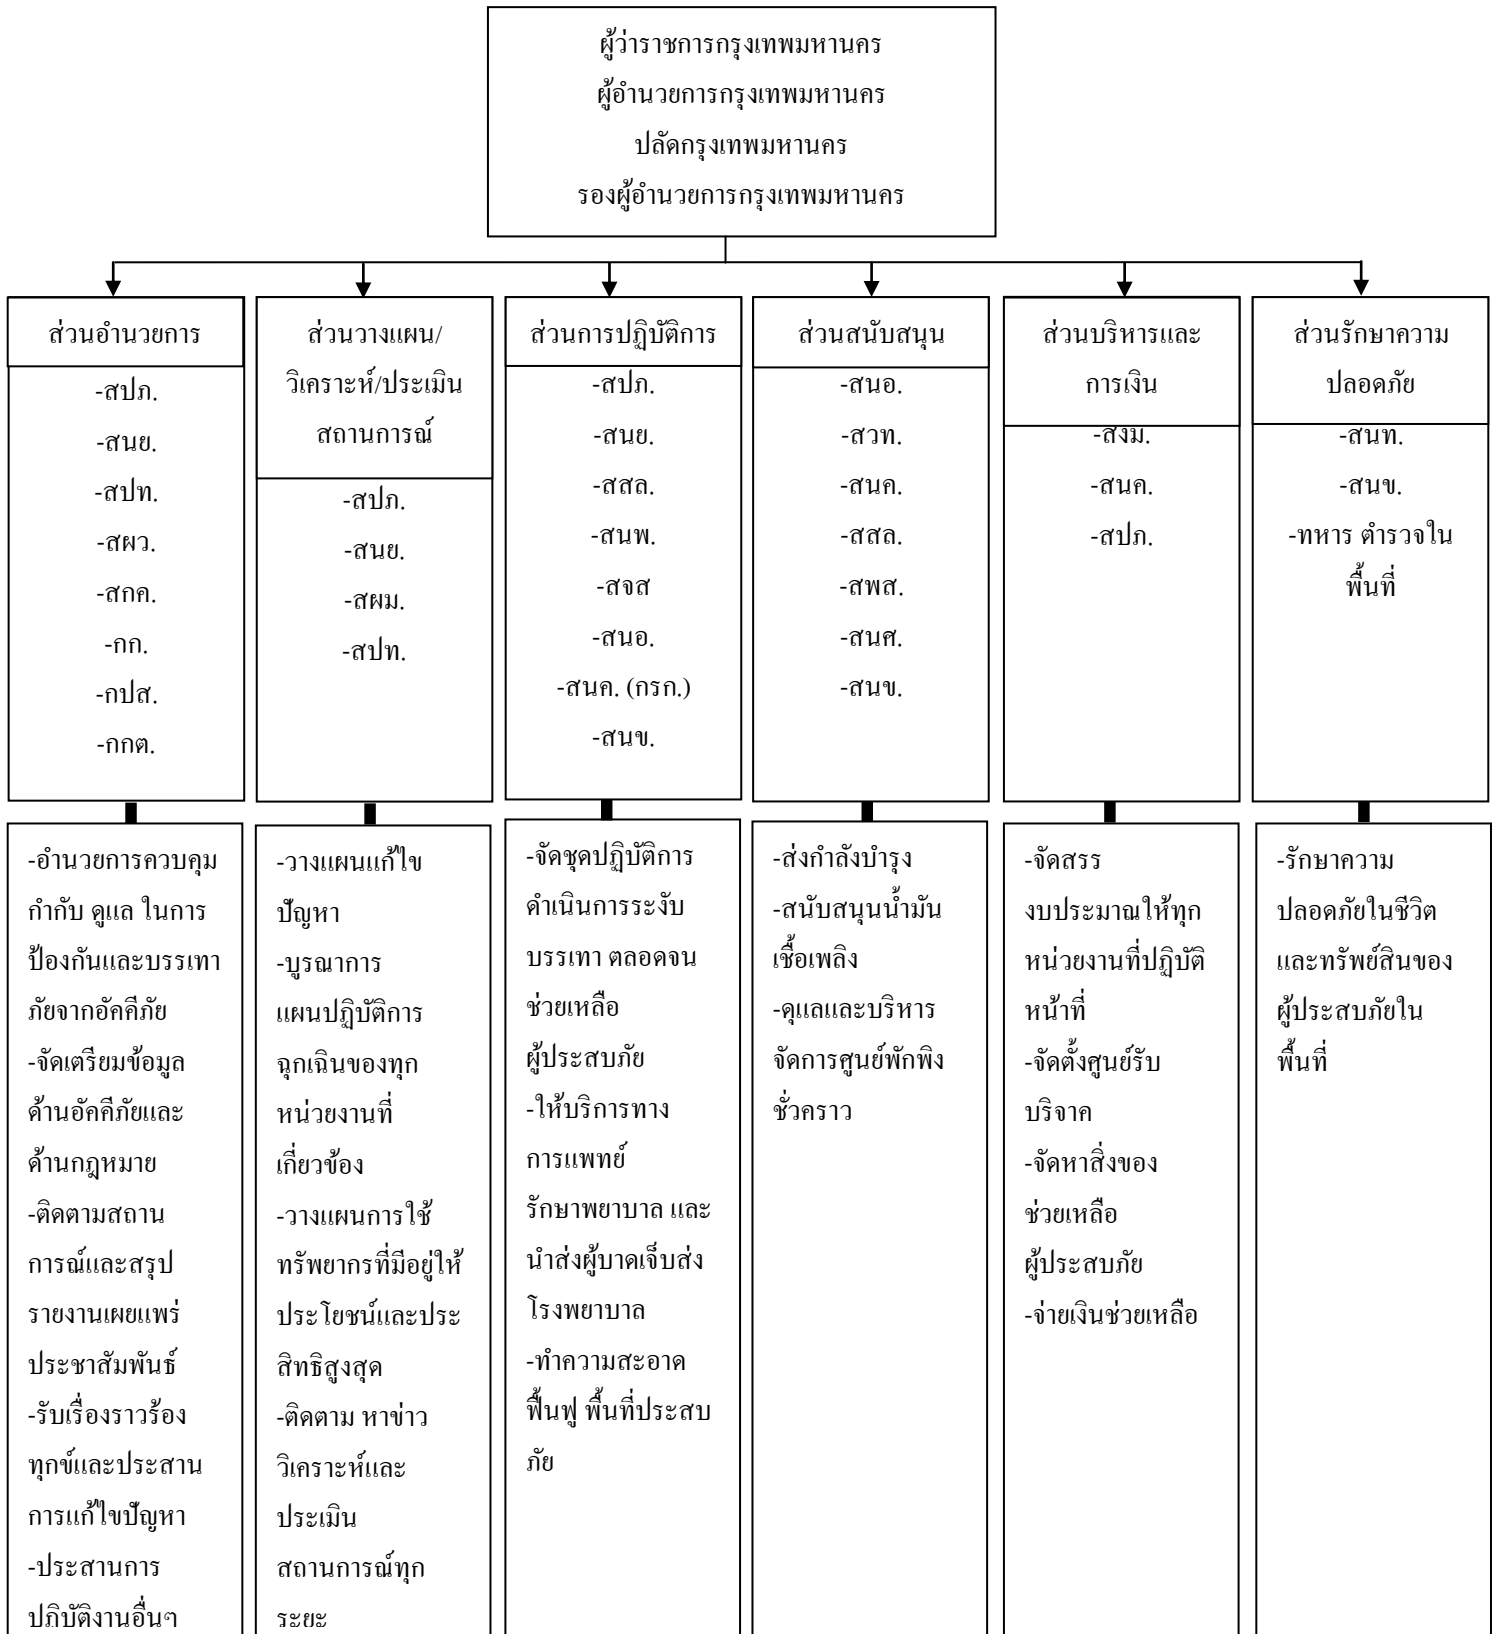 ผู้ว่าราชการกรุงเทพมหานคร
ผู้อำนวยการกรุงเทพมหานคร
ปลัดกรุงเทพมหานคร
รองผู้อำนวยการกรุงเทพมหานคร
ส่วนอำนวยการ
-สปภ.
-สนย.
-สปท.
-สผว.
-สกค.
-กก.
-กปส.
-กกต.
ส่วนวางแผน/
วิเคราะห์/ประเมิน
สถานการณ์
-สปภ.
-สนย.
-สผม.
-สปท.
ส่วนการปฏิบัติการ
-สปภ.
-สนย.
-สสล.
-สนพ.
-สจส
-สนอ.
-สนค. (กรก.)
-สนข.
ส่วนสนับสนุน
-สนอ.
-สวท.
-สนค.
-สสล.
-สพส.
-สนศ.
-สนข.
ส่วนบริหารและ
การเงิน
-สงม.
-สนค.
-สปภ.
ส่วนรักษาความ
ปลอดภัย
-สนท.
-สนข.
-ทหาร ตำรวจใน
พื้นที่
-อำนวยการควบคุม
กำกับ ดูแล ในการ
ป้องกันและบรรเทา
ภัยจากอัคคีภัย
-จัดเตรียมข้อมูล
ด้านอัคคีภัยและ
ด้านกฎหมาย
-ติดตามสถาน
การณ์และสรุป
รายงานเผยแพร่
ประชาสัมพันธ์
-รับเรื่องราวร้อง
ทุกข์และประสาน
การแก้ไขปัญหา
-ประสานการ
ปฏิบัติงานอื่นๆ
-วางแผนแก้ไข
ปัญหา
-บูรณาการ
แผนปฏิบัติการ
ฉุกเฉินของทุก
หน่วยงานที่
เกี่ยวข้อง
-วางแผนการใช้
ทรัพยากรที่มีอยู่ให้
ประโยชน์และประ
สิทธิสูงสุด
-ติดตาม หาข่าว
วิเคราะห์และ
ประเมิน
สถานการณ์ทุก
ระยะ
-จัดชุดปฏิบัติการ
ดำเนินการระงับ
บรรเทา ตลอดจน
ช่วยเหลือ
ผู้ประสบภัย
-ให้บริการทาง
การแพทย์
รักษาพยาบาล และ
นำส่งผู้บาดเจ็บส่ง
โรงพยาบาล
-ทำความสะอาด
ฟื้นฟู พื้นที่ประสบ
ภัย
-ส่งกำลังบำรุง
-สนับสนุนน้ำมัน
เชื้อเพลิง
-ดุแลและบริหาร
จัดการศูนย์พักพิง
ชั่วคราว
-จัดสรร
งบประมาณให้ทุก
หน่วยงานที่ปฏิบัติ
หน้าที่
-จัดตั้งศูนย์รับ
บริจาค
-จัดหาสิ่งของ
ช่วยเหลือ
ผู้ประสบภัย
-จ่ายเงินช่วยเหลือ
-รักษาความ
ปลอดภัยในชีวิต
และทรัพย์สินของ
ผู้ประสบภัยใน
พื้นที่